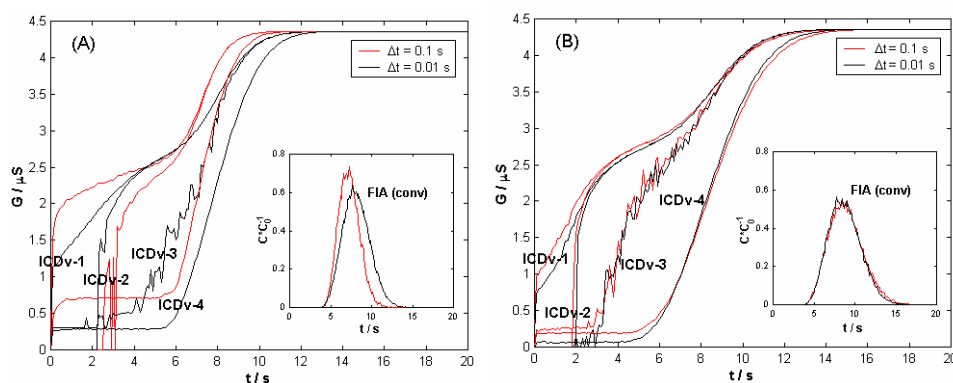 (A)
Δt = 0.1 s
Δt = 0.01 s
4.5
4
3.5
3
2.5
2
1.5
1
0.5
0
G / μS
ICDv-1
ICDv-2
ICDv-3
ICDv-4
0.8
0.6
0.4
0.2
0
C*C₀⁻¹
FIA (conv)
0 5 10 15 20
t / s
0 2 4 6 8 10 12 14 16 18 20
t / s
(B)
Δt = 0.1 s
Δt = 0.01 s
4.5
4
3.5
3
2.5
2
1.5
1
0.5
0
G / μS
ICDv-1
ICDv-2
ICDv-3
ICDv-4
0.8
0.6
0.4
0.2
0
C*C₀⁻¹
FIA (conv)
0 5 10 15 20
t / s
0 2 4 6 8 10 12 14 16 18 20
t / s